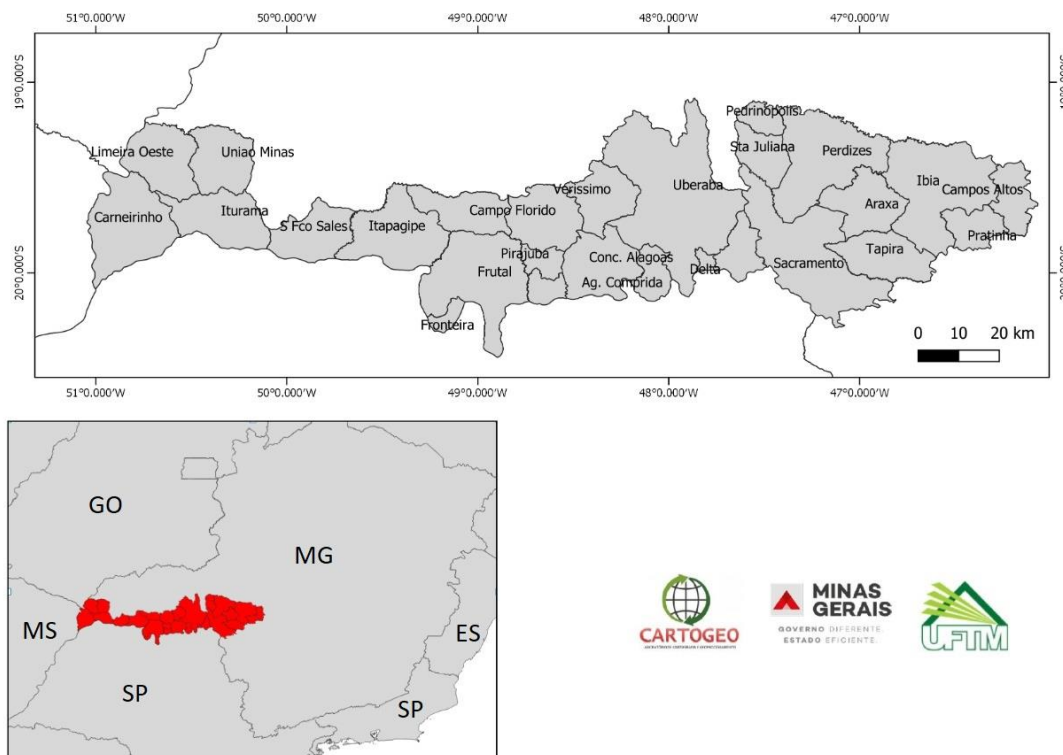 51°0.000'W 50°0.000'W 49°0.000'W 48°0.000'W 47°0.000'W
19°0.000'S
20°0.000'S
Pedrinópolis
Limeira Oeste Uniao Minas Sta Juliana Perdizes
Verissimo Uberaba Ibia Campos Altos
Carneirinho Iturama S Fco Sales Itapagipe Campo Florido Araxa
Pirajuba Conc. Alagoas Tapira Pratinha
Frutal Ag. Comprida Delta Sacramento
Fronteira
0 10 20 km
51°0.000'W 50°0.000'W 49°0.000'W 48°0.000'W 47°0.000'W
GO
MG
MS
ES
SP
SP
CARTOGEO
MINAS
GERAIS
GOVERNO DIFERENTE.
ESTADO EFICIENTE.
UFTM